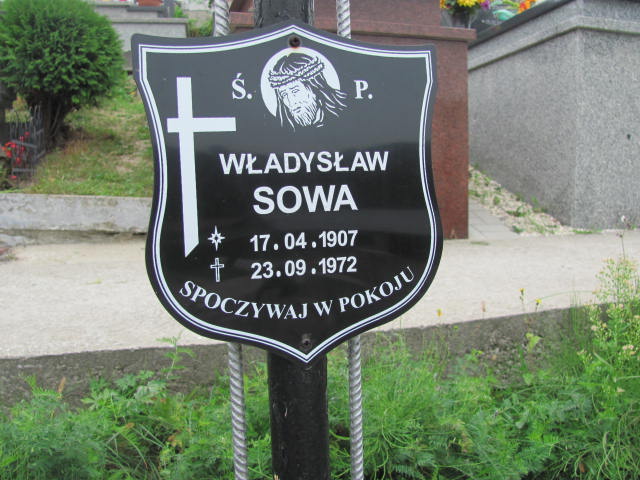 Ś. P.
WŁADYSŁAW
SOWA
17.04.1907
23.09.1972
SPOCZYWAJ W POKOJU